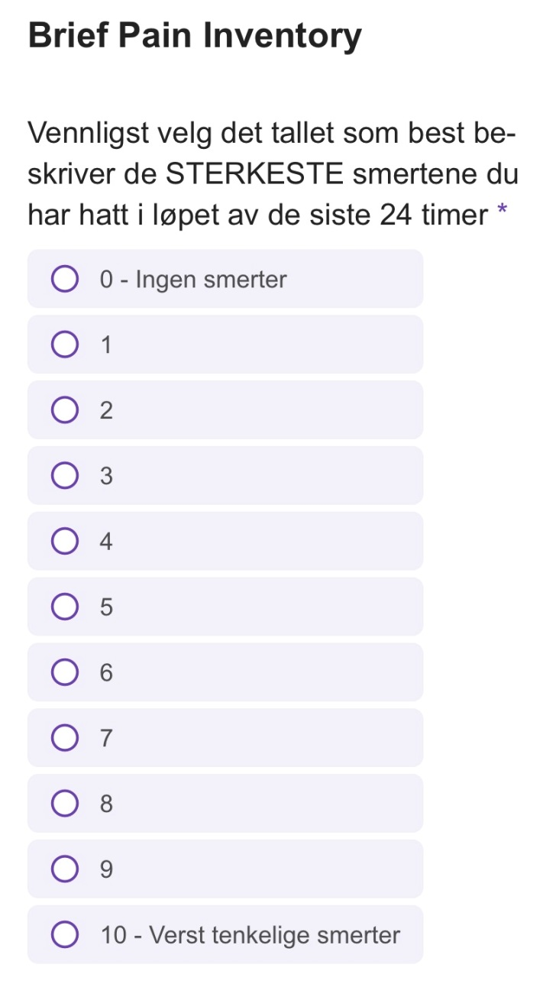 Brief Pain Inventory
Vennligst velg det tallet som best be-
skriver de STERKESTE smertene du
har hatt i løpet av de siste 24 timer *
0 - Ingen smerter
1
2
3
4
5
6
7
8
9
10 - Verst tenkelige smerter